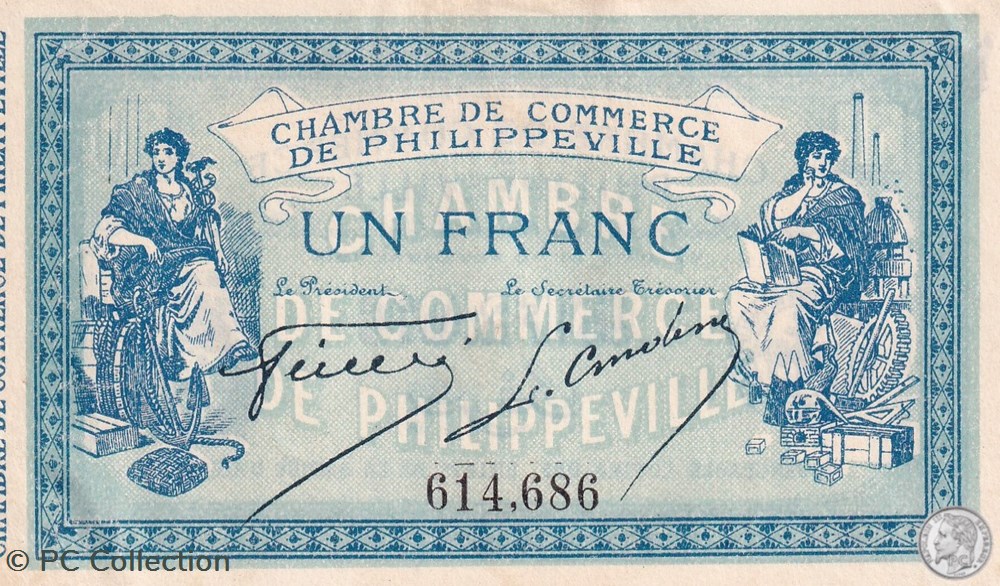 CHAMBRE DE COMMERCE
DE PHILIPPEVILLE
CHAMBRE
UN FRANC
Le Président
Le Secrétaire Trésorier
DE COMMERCE
DE PHILIPPEVILLE
614,686
© PC Collection